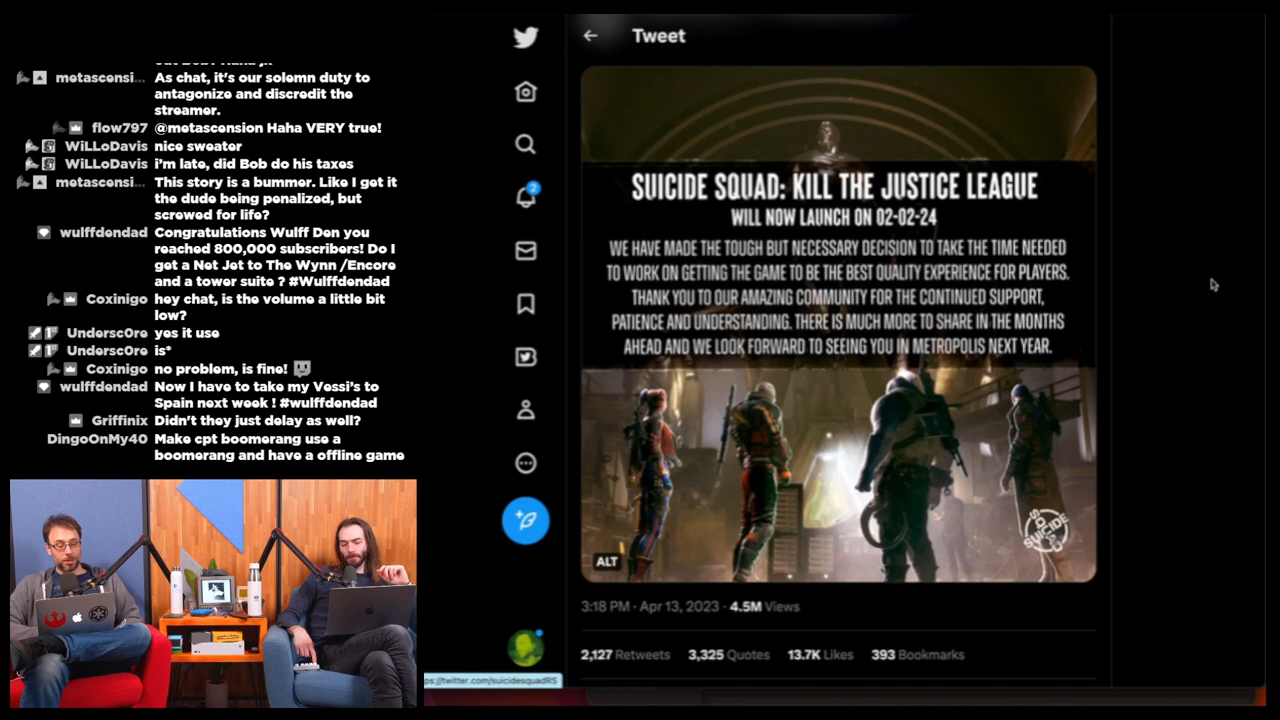 metascensi... As chat, it's our solemn duty to
antagonize and discredit the
streamer.
flow797 @metascension Haha VERY true!
WiLLoDavis nice sweater
WiLLoDavis i'm late, did Bob do his taxes
metascensi... This story is a bummer. Like I get it
the dude being penalized, but
screwed for life?
wulffdendad Congratulations Wulff Den you
reached 800,000 subscribers! Do I
get a Net Jet to The Wynn /Encore
and a tower suite ? #Wulffdendad
Coxinigo hey chat, is the volume a little bit
low?
Undersc0re yes it use
Undersc0re is*
Coxinigo no problem, is fine!
wulffdendad Now I have to take my Vessi's to
Spain next week ! #wulffdendad
Griffinix Didn't they just delay as well?
DingoOnMy40 Make cpt boomerang use a
boomerang and have a offline game
Tweet
2
SUICIDE SQUAD: KILL THE JUSTICE LEAGUE
WILL NOW LAUNCH ON 02-02-24
WE HAVE MADE THE TOUGH BUT NECESSARY DECISION TO TAKE THE TIME NEEDED
TO WORK ON GETTING THE GAME TO BE THE BEST QUALITY EXPERIENCE FOR PLAYERS.
THANK YOU TO OUR AMAZING COMMUNITY FOR THE CONTINUED SUPPORT,
PATIENCE AND UNDERSTANDING. THERE IS MUCH MORE TO SHARE IN THE MONTHS
AHEAD AND WE LOOK FORWARD TO SEEING YOU IN METROPOLIS NEXT YEAR.
SUICIDE
SQUAD
ALT
3:18 PM · Apr 13, 2023 · 4.5M Views
2,127 Retweets 3,325 Quotes 13.7K Likes 393 Bookmarks
ps://twitter.com/suicidesquadRS